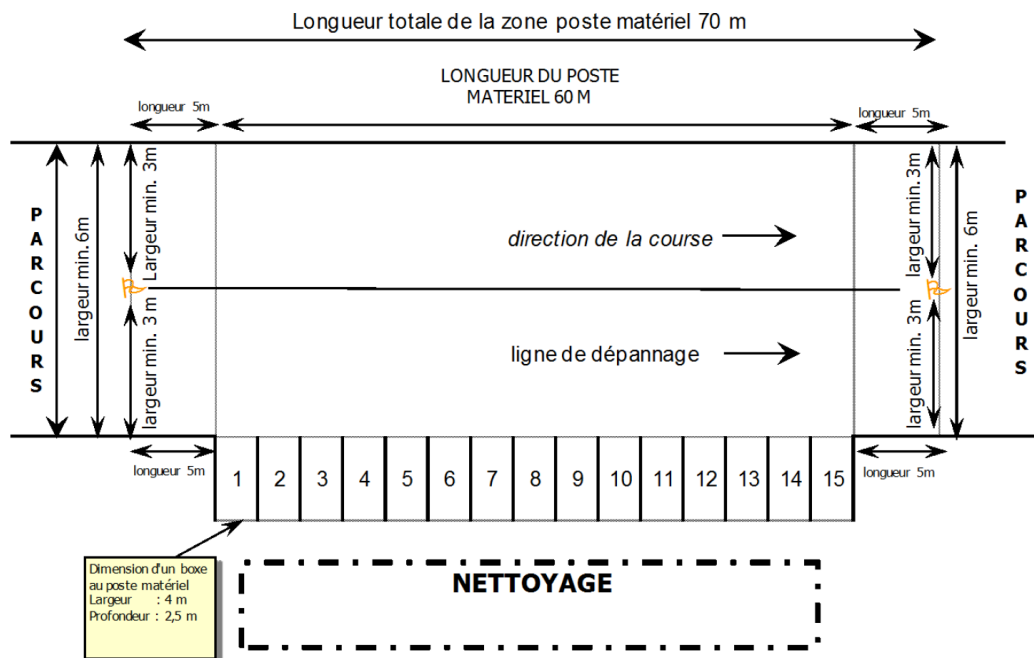 Longueur totale de la zone poste matériel 70 m
LONGUEUR DU POSTE
MATERIEL 60 M
longueur 5m
longueur 5m
PARCOURS
largeur min. 6m
Largeur min. 3m
largeur min. 3 m
direction de la course
ligne de dépannage
largeur min. 3m
largeur min. 3m
largeur min. 6m
PARCOURS
longueur 5m
1 2 3 4 5 6 7 8 9 10 11 12 13 14 15
longueur 5m
Dimension d'un boxe
au poste matériel
Largeur : 4 m
Profondeur : 2,5 m
NETTOYAGE